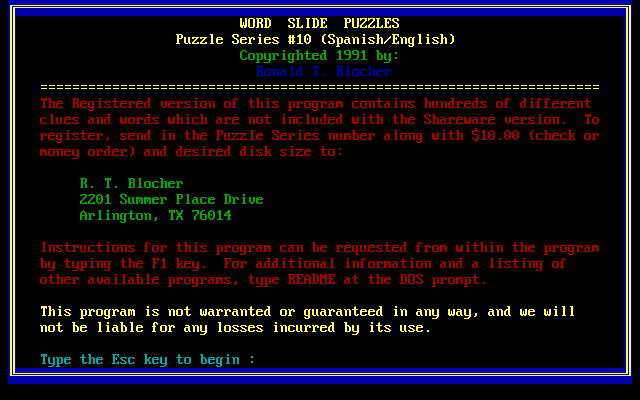 WORD SLIDE PUZZLES
Puzzle Series #10 (Spanish/English)
Copyrighted 1991 by:
Ronald T. Blocher
======================================================================
The Registered version of this program contains hundreds of different
clues and words which are not included with the Shareware version. To
register, send in the Puzzle Series number along with $10.00 (check or
money order) and desired disk size to:
R. T. Blocher
2201 Summer Place Drive
Arlington, TX 76014
Instructions for this program can be requested from within the program
by typing the F1 key. For additional information and a listing of
other available programs, type README at the DOS prompt.
This program is not warranted or guaranteed in any way, and we will
not be liable for any losses incurred by its use.
Type the Esc key to begin :